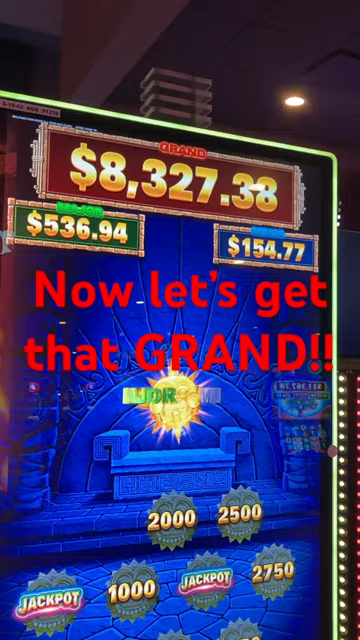 GRAND
$8,327.38
MAJOR
$536.94
$154.77
Now let's get
that GRAND!!
2000
2500
JACKPOT
1000
JACKPOT
2750